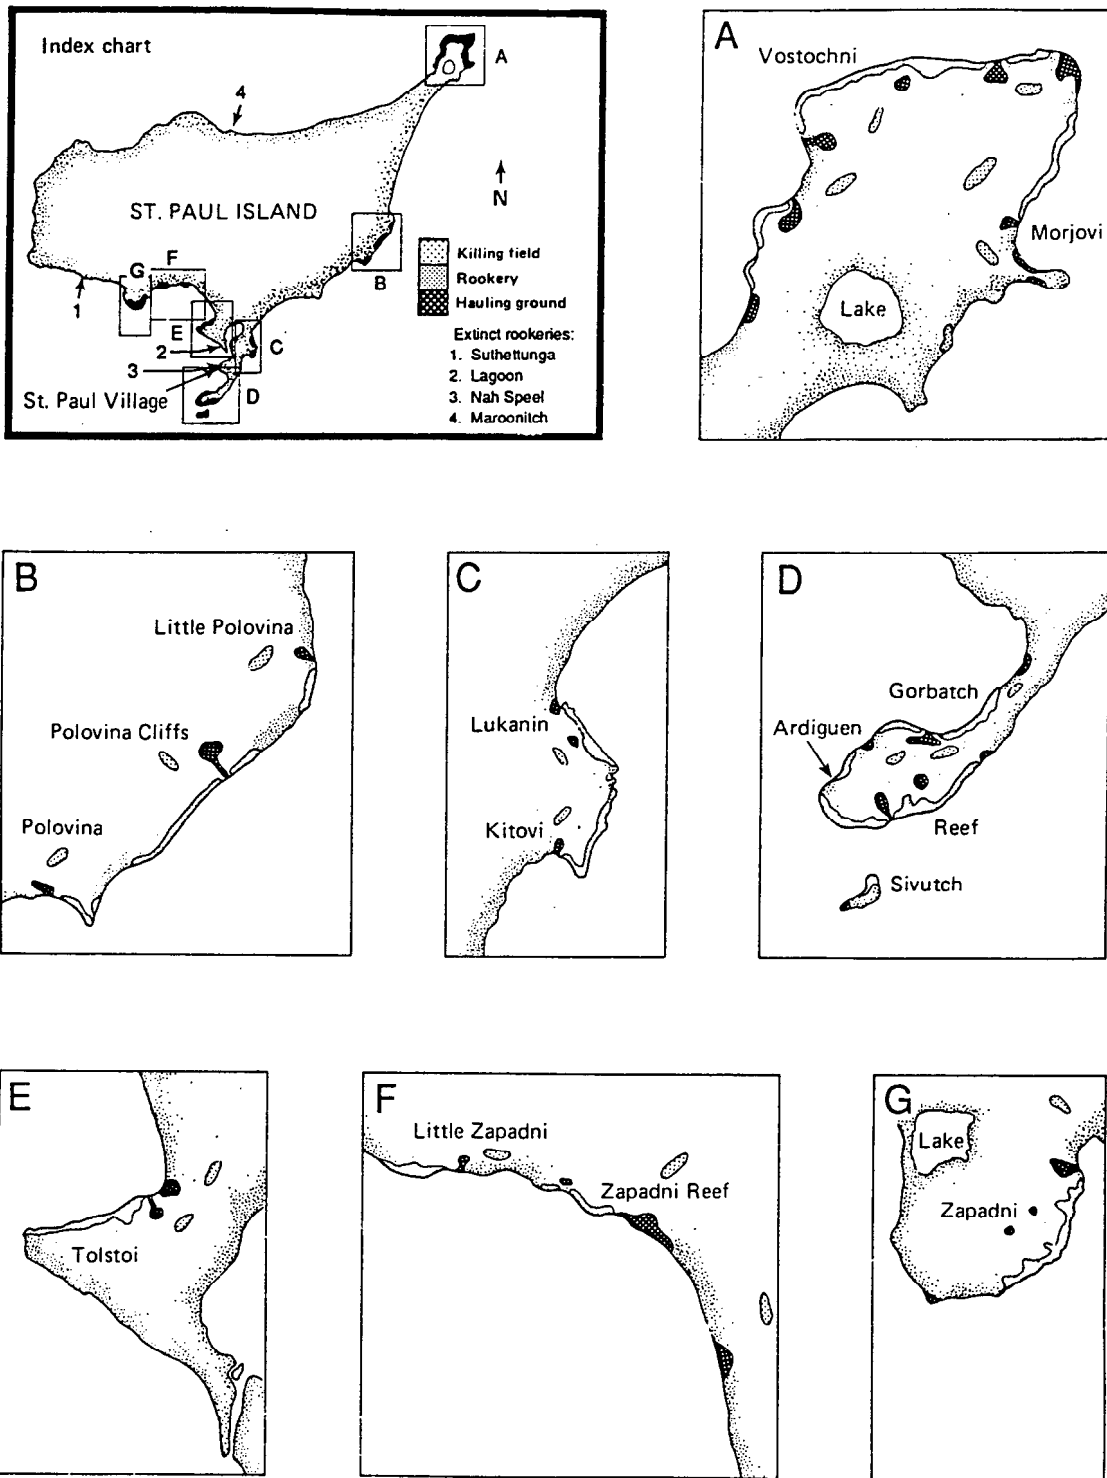 Index chart
A
4
N
ST. PAUL ISLAND
Killing field
Rookery
Hauling ground
B
G
F
1
E
2
C
3
St. Paul Village
D
Extinct rookeries:
1. Suthettunga
2. Lagoon
3. Nah Speel
4. Maroonitch
A
Vostochni
Morjovi
Lake
B
Little Polovina
Polovina Cliffs
Polovina
C
Lukanin
Kitovi
D
Gorbatch
Ardiguen
Reef
Sivutch
E
Tolstoi
F
Little Zapadni
Zapadni Reef
G
Lake
Zapadni